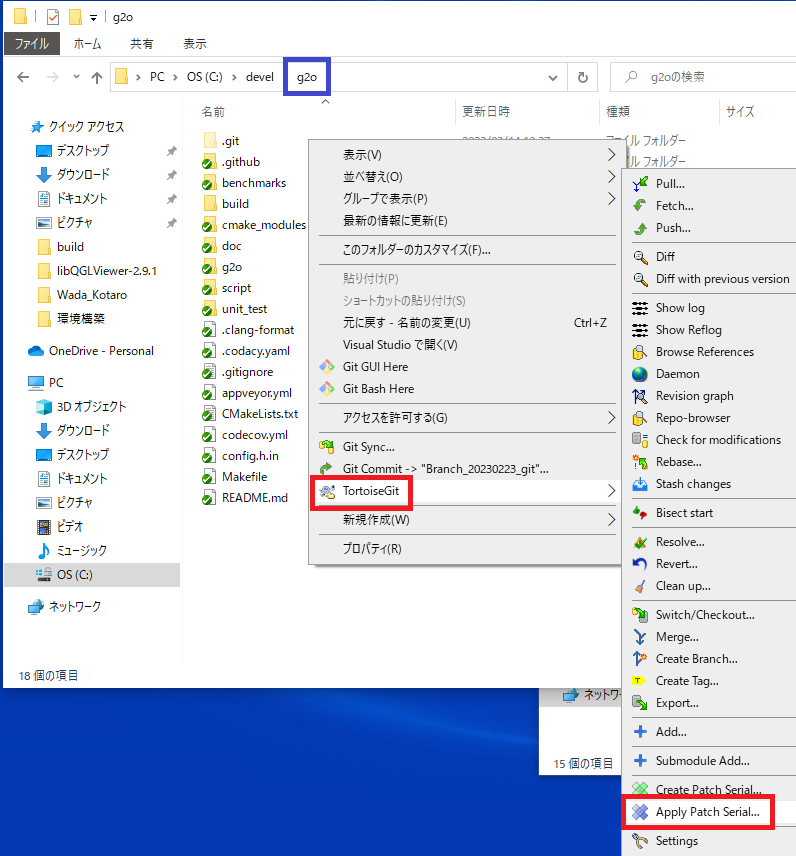 g2o
ファイル ホーム 共有 表示
PC OS (C:) devel g2o g2oの検索
名前 更新日時 種類 サイズ
クイック アクセス
デスクトップ
ダウンロード
ドキュメント
ピクチャ
build
libQGLViewer-2.9.1
Wada_Kotaro
環境構築
OneDrive - Personal
PC
3D オブジェクト
ダウンロード
デスクトップ
ドキュメント
ピクチャ
ビデオ
ミュージック
OS (C:)
ネットワーク
18 個の項目
.git
.github
benchmarks
build
cmake_modules
doc
g2o
script
unit_test
.clang-format
.codacy.yaml
.gitignore
appveyor.yml
CMakeLists.txt
codecov.yml
config.h.in
Makefile
README.md
ファイル フォルダー
イル フォルダー
表示(V)
並べ替え(O)
グループで表示(P)
最新の情報に更新(E)
このフォルダーのカスタマイズ(F)...
貼り付け(P)
ショートカットの貼り付け(S)
元に戻す - 名前の変更(U) Ctrl+Z
Visual Studio で開く(V)
Git GUI Here
Git Bash Here
アクセスを許可する(G)
Git Sync...
Git Commit -> "Branch_20230223_git"...
TortoiseGit
新規作成(W)
プロパティ(R)
Pull...
Fetch...
Push...
Diff
Diff with previous version
Show log
Show Reflog
Browse References
Daemon
Revision graph
Repo-browser
Check for modifications
Rebase...
Stash changes
Bisect start
Resolve...
Revert...
Clean up...
Switch/Checkout...
Merge...
Create Branch...
Create Tag...
Export...
Add...
Submodule Add...
Create Patch Serial...
Apply Patch Serial...
Settings
ネットワー
15 個の項目